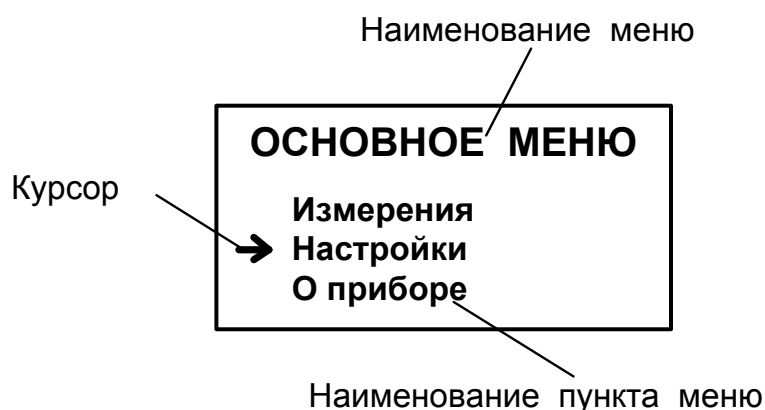 Наименование меню
ОСНОВНОЕ МЕНЮ
Курсор
Измерения
Настройки
О приборе
Наименование пункта меню